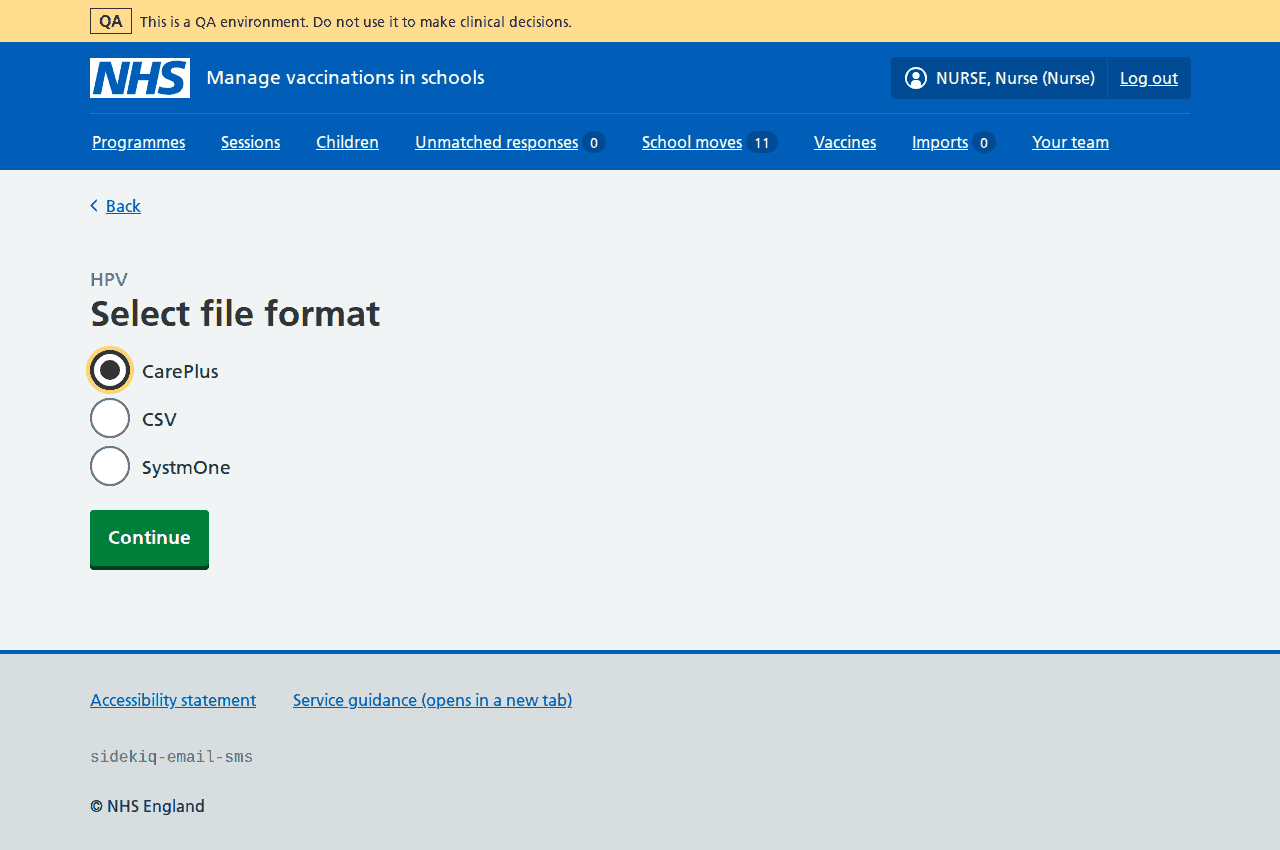 QA This is a QA environment. Do not use it to make clinical decisions.
NHS Manage vaccinations in schools NURSE, Nurse (Nurse) Log out
Programmes Sessions Children Unmatched responses 0 School moves 11 Vaccines Imports 0 Your team
Back
HPV
Select file format
CarePlus
CSV
SystmOne
Continue
Accessibility statement Service guidance (opens in a new tab)
sidekiq-email-sms
© NHS England